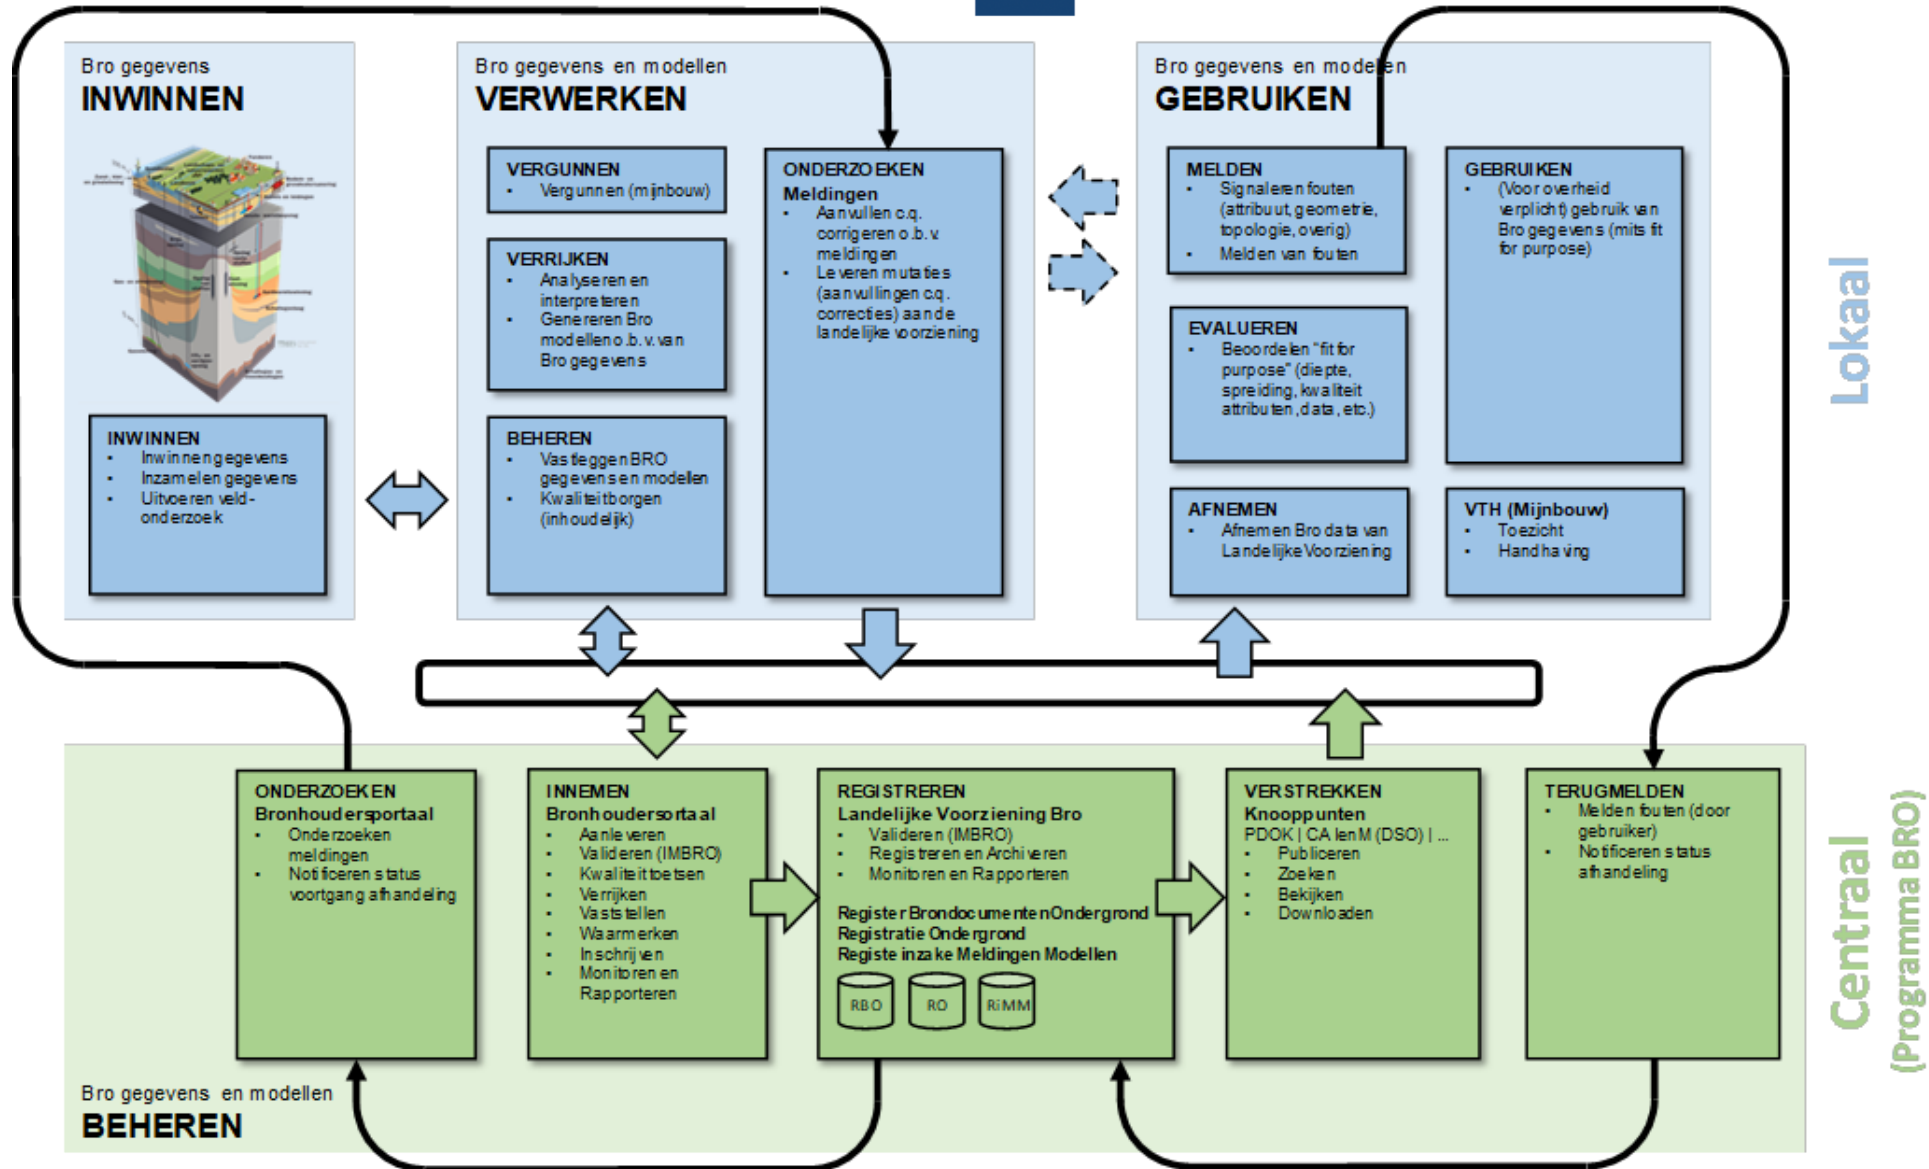 Bro gegevens
INWINNEN
INWINNEN
▪ Inwinnen gegevens
▪ Inzamelen gegevens
▪ Uitvoeren veld-
onderzoek
Bro gegevens en modellen
VERWERKEN
VERGUNNEN
▪ Vergunnen (mijnbouw)
VERRIJKEN
▪ Analyseren en
interpreteren
▪ Genereren Bro
modellen o.b.v. van
Bro gegevens
BEHEREN
▪ Vastleggen BRO
gegevens en modellen
▪ Kwaliteitborgen
(inhoudelijk)
ONDERZOEKEN
Meldingen
▪ Aanvullen c.q.
corrigeren o.b.v.
meldingen
▪ Leveren mutaties
(aanvullingen c.q.
correcties) aan de
landelijke voorziening
Bro gegevens en modellen
GEBRUIKEN
MELDEN
▪ Signaleren fouten
(attribuut, geometrie,
topologie, overig)
▪ Melden van fouten
EVALUEREN
▪ Beoordelen “fit for
purpose” (diepte,
spreiding, kwaliteit
attributen, data, etc.)
AFNEMEN
▪ Afnemen Bro data van
Landelijke Voorziening
GEBRUIKEN
▪ (Voor overheid
verplicht) gebruik van
Bro gegevens (mits fit
for purpose)
VTH (Mijnbouw)
▪ Toezicht
▪ Handhaving
Lokaal
ONDERZOEKEN
Bronhoudersportaal
▪ Onderzoeken
meldingen
▪ Notificeren status
voortgang afhandeling
INNEMEN
Bronhoudersortaal
▪ Aanleveren
▪ Valideren (IMBRO)
▪ Kwaliteit toetsen
▪ Verrijken
▪ Vaststellen
▪ Waarmerken
▪ Inschrijven
▪ Monitoren en
Rapporteren
REGISTREREN
Landelijke Voorziening Bro
▪ Valideren (IMBRO)
▪ Registreren en Archiveren
▪ Monitoren en Rapporteren
Register Brondocumenten Ondergrond
Registratie Ondergrond
Registe inzake Meldingen Modellen
RBO
RO
RiMM
VERSTREKKEN
Knooppunten
PDOK | CA IenM (DSO) | ...
▪ Publiceren
▪ Zoeken
▪ Bekijken
▪ Downloaden
TERUGMELDEN
▪ Melden fouten (door
gebruiker)
▪ Notificeren status
afhandeling
Bro gegevens en modellen
BEHEREN
Centraal
(Programma BRO)